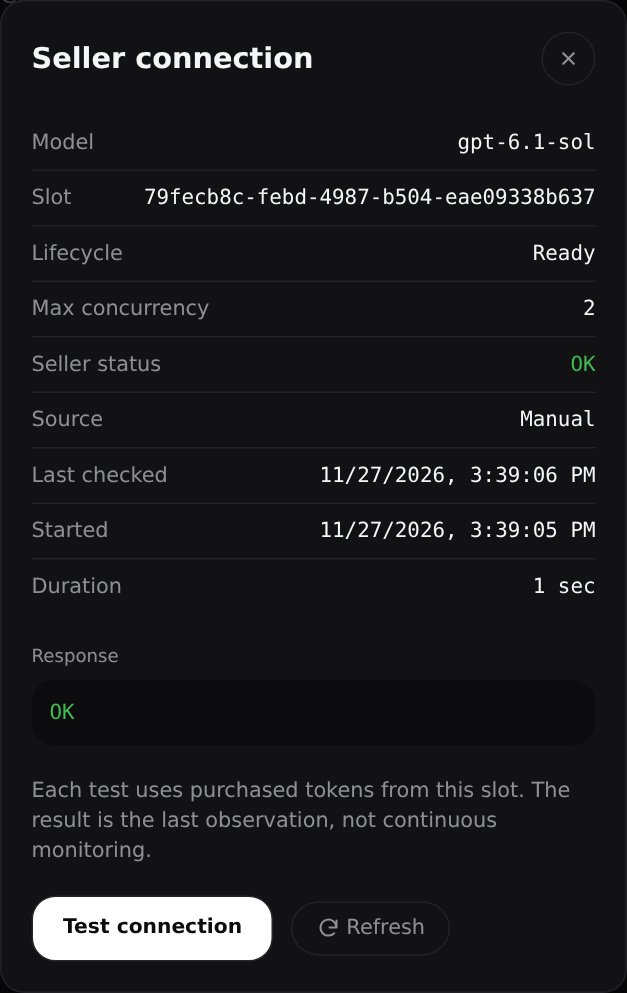 Seller connection
Model gpt-6.1-sol
Slot 79fecb8c-febd-4987-b504-eae09338b637
Lifecycle Ready
Max concurrency 2
Seller status OK
Source Manual
Last checked 11/27/2026, 3:39:06 PM
Started 11/27/2026, 3:39:05 PM
Duration 1 sec
Response
OK
Each test uses purchased tokens from this slot. The
result is the last observation, not continuous
monitoring.
Test connection Refresh